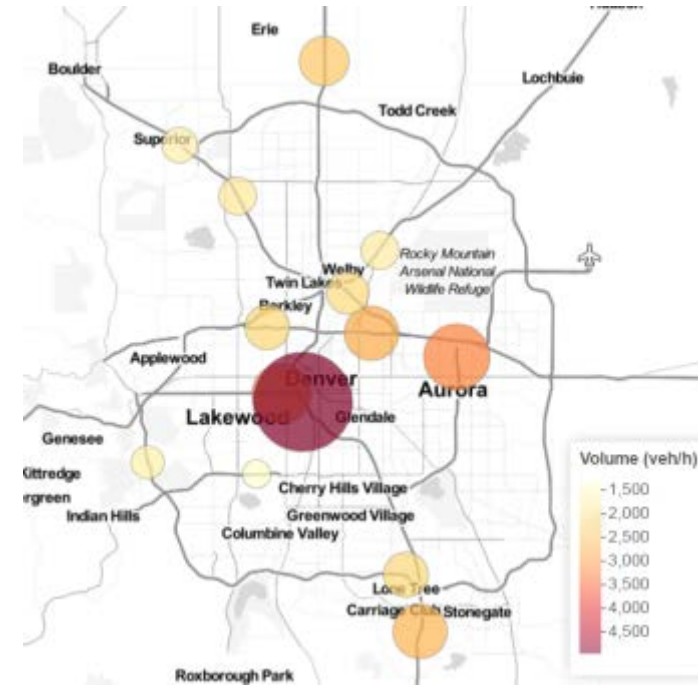 Erie
Boulder
Lochbuie
Todd Creek
Superior
Rocky Mountain
Arsenal National
Wildlife Refuge
Welby
Twin Lakes
Berkley
Applewood
Denver
Aurora
Lakewood
Glendale
Genesee
Kittredge
rgreen
Cherry Hills Village
Indian Hills
Greenwood Village
Columbine Valley
Lone Tree
Carriage Club Stonegate
Roxborough Park
Volume (veh/h)
1,500
2,000
2,500
3,000
3,500
4,000
4,500